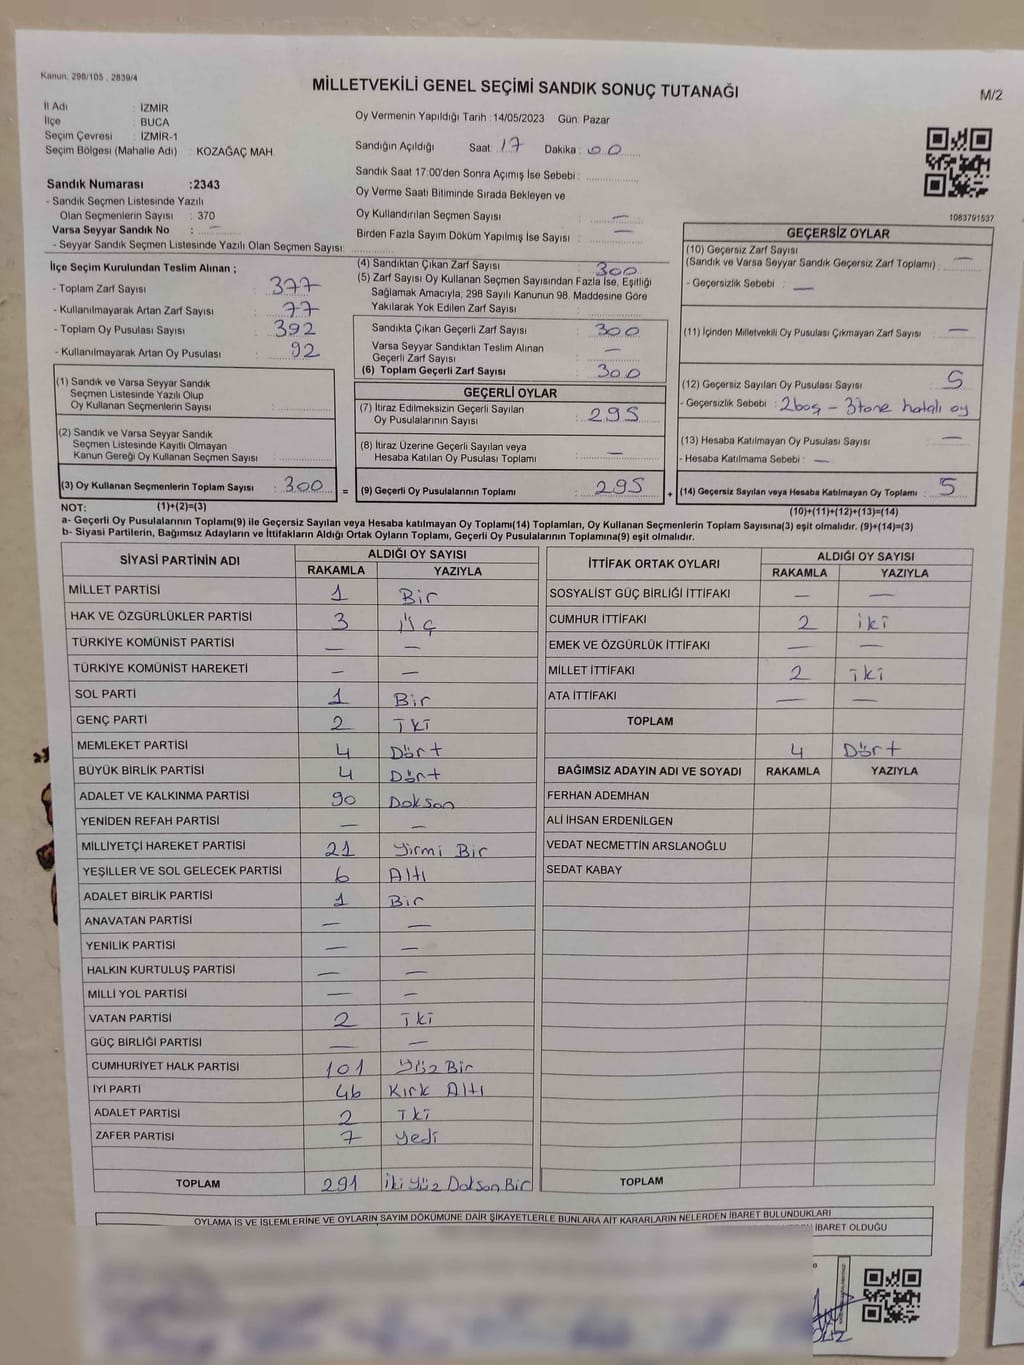 Kanun: 298/105 , 2839/4
MİLLETVEKİLİ GENEL SEÇİMİ SANDIK SONUÇ TUTANAĞI
M/2
İl Adı : İZMİR
İlçe : BUCA
Seçim Çevresi : İZMİR-1
Seçim Bölgesi (Mahalle Adı) : KOZAĞAÇ MAH.
Sandık Numarası :2343
- Sandık Seçmen Listesinde Yazılı
Olan Seçmenlerin Sayısı : 370
Varsa Seyyar Sandık No : —
- Seyyar Sandık Seçmen Listesinde Yazılı Olan Seçmen Sayısı:
Oy Vermenin Yapıldığı Tarih :14/05/2023 Gün: Pazar
Sandığın Açıldığı Saat: 17 Dakika: 00
Sandık Saat 17:00'den Sonra Açımış İse Sebebi :
Oy Verme Saati Bitiminde Sırada Bekleyen ve
Oy Kullandırılan Seçmen Sayısı : —
Birden Fazla Sayım Döküm Yapılmış İse Sayısı : —
1083791537
İlçe Seçim Kurulundan Teslim Alınan ;
- Toplam Zarf Sayısı : 377
- Kullanılmayarak Artan Zarf Sayısı : 77
- Toplam Oy Pusulası Sayısı : 392
- Kullanılmayarak Artan Oy Pusulası : 92
(1) Sandık ve Varsa Seyyar Sandık
Seçmen Listesinde Yazılı Olup
Oy Kullanan Seçmenlerin Sayısı :
(2) Sandık ve Varsa Seyyar Sandık
Seçmen Listesinde Kayıtlı Olmayan
Kanun Gereği Oy Kullanan Seçmen Sayısı :
(3) Oy Kullanan Seçmenlerin Toplam Sayısı : 300 =
(4) Sandıktan Çıkan Zarf Sayısı : 300
(5) Zarf Sayısı Oy Kullanan Seçmen Sayısından Fazla İse, Eşitliği
Sağlamak Amacıyla, 298 Sayılı Kanunun 98. Maddesine Göre
Yakılarak Yok Edilen Zarf Sayısı :
Sandıkta Çıkan Geçerli Zarf Sayısı : 300
Varsa Seyyar Sandıktan Teslim Alınan
Geçerli Zarf Sayısı : —
(6) Toplam Geçerli Zarf Sayısı : 300
GEÇERLİ OYLAR
(7) İtiraz Edilmeksizin Geçerli Sayılan
Oy Pusulalarının Sayısı : 295
(8) İtiraz Üzerine Geçerli Sayılan veya
Hesaba Katılan Oy Pusulası Toplamı : —
(9) Geçerli Oy Pusulalarının Toplamı : 295 +
GEÇERSİZ OYLAR
(10) Geçersiz Zarf Sayısı
(Sandık ve Varsa Seyyar Sandık Geçersiz Zarf Toplamı) : —
- Geçersizlik Sebebi : —
(11) İçinden Milletvekili Oy Pusulası Çıkmayan Zarf Sayısı : —
(12) Geçersiz Sayılan Oy Pusulası Sayısı : 5
- Geçersizlik Sebebi : 2boş - 3tane hatalı oy
(13) Hesaba Katılmayan Oy Pusulası Sayısı : —
- Hesaba Katılmama Sebebi : —
(14) Geçersiz Sayılan veya Hesaba Katılmayan Oy Toplamı : 5
NOT: (1)+(2)=(3)
(10)+(11)+(12)+(13)=(14)
a- Geçerli Oy Pusulalarının Toplamı(9) ile Geçersiz Sayılan veya Hesaba katılmayan Oy Toplamı(14) Toplamları, Oy Kullanan Seçmenlerin Toplam Sayısına(3) eşit olmalıdır. (9)+(14)=(3)
b- Siyasi Partilerin, Bağımsız Adayların ve İttifakların Aldığı Ortak Oyların Toplamı, Geçerli Oy Pusulalarının Toplamına(9) eşit olmalıdır.
SİYASİ PARTİNİN ADI
ALDIĞI OY SAYISI
RAKAMLA YAZIYLA
MİLLET PARTİSİ 1 Bir
HAK VE ÖZGÜRLÜKLER PARTİSİ 3 üç
TÜRKİYE KOMÜNİST PARTİSİ — —
TÜRKİYE KOMÜNİST HAREKETİ — —
SOL PARTİ 1 Bir
GENÇ PARTİ 2 İki
MEMLEKET PARTİSİ 4 Dört
BÜYÜK BİRLİK PARTİSİ 4 Dört
ADALET VE KALKINMA PARTİSİ 90 Dokson
YENİDEN REFAH PARTİSİ — —
MİLLİYETÇİ HAREKET PARTİSİ 21 Yirmi Bir
YEŞİLLER VE SOL GELECEK PARTİSİ 6 Altı
ADALET BİRLİK PARTİSİ 1 Bir
ANAVATAN PARTİSİ — —
YENİLİK PARTİSİ — —
HALKIN KURTULUŞ PARTİSİ — —
MİLLİ YOL PARTİSİ — —
VATAN PARTİSİ 2 İki
GÜÇ BİRLİĞİ PARTİSİ — —
CUMHURİYET HALK PARTİSİ 101 Yüz Bir
İYİ PARTİ 46 Kırk Altı
ADALET PARTİSİ 2 İki
ZAFER PARTİSİ 7 Yedi
TOPLAM 291 İki Yüz Dokson Bir
İTTİFAK ORTAK OYLARI
ALDIĞI OY SAYISI
RAKAMLA YAZIYLA
SOSYALİST GÜÇ BİRLİĞİ İTTİFAKI — —
CUMHUR İTTİFAKI 2 iki
EMEK VE ÖZGÜRLÜK İTTİFAKI — —
MİLLET İTTİFAKI 2 iki
ATA İTTİFAKI — —
TOPLAM
4 Dört
BAĞIMSIZ ADAYIN ADI VE SOYADI RAKAMLA YAZIYLA
FERHAN ADEMHAN
ALİ İHSAN ERDENİLGEN
VEDAT NECMETTİN ARSLANOĞLU
SEDAT KABAY
TOPLAM
OYLAMA İŞ VE İŞLEMLERİNE VE OYLARIN SAYIM DÖKÜMÜNE DAİR ŞİKAYETLERLE BUNLARA AİT KARARLARIN NELERDEN İBARET BULUNDUKLARI
İBARET OLDUĞU